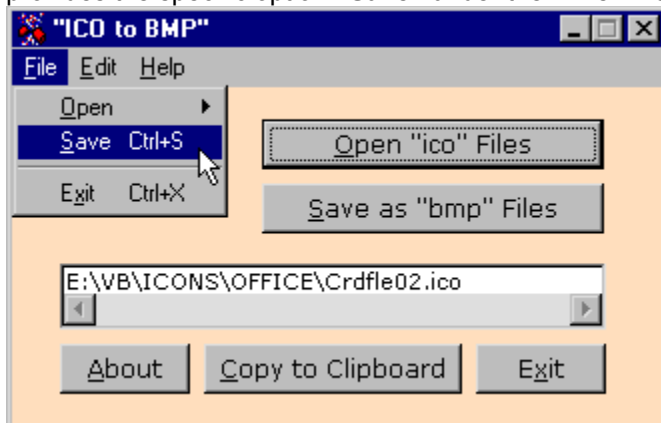 "ICO to BMP"
File Edit Help
Open
Save Ctrl+S
Exit Ctrl+X
Open "ico" Files
Save as "bmp" Files
E:\VB\ICONS\OFFICE\Crdfle02.ico
About Copy to Clipboard Exit